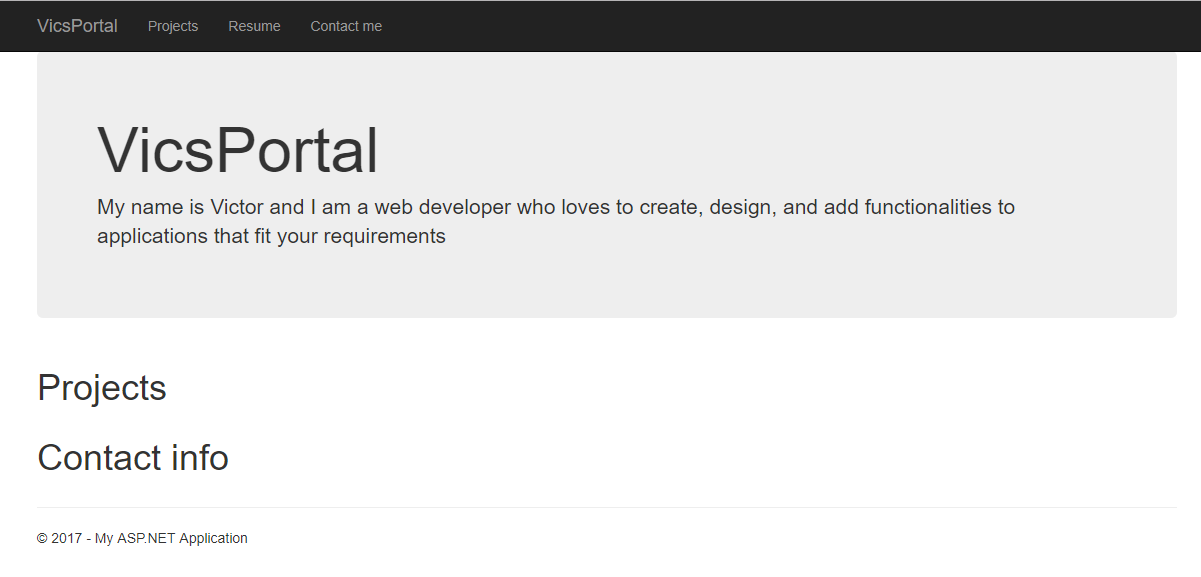 VicsPortal Projects Resume Contact me
VicsPortal
My name is Victor and I am a web developer who loves to create, design, and add functionalities to
applications that fit your requirements
Projects
Contact info
© 2017 - My ASP.NET Application